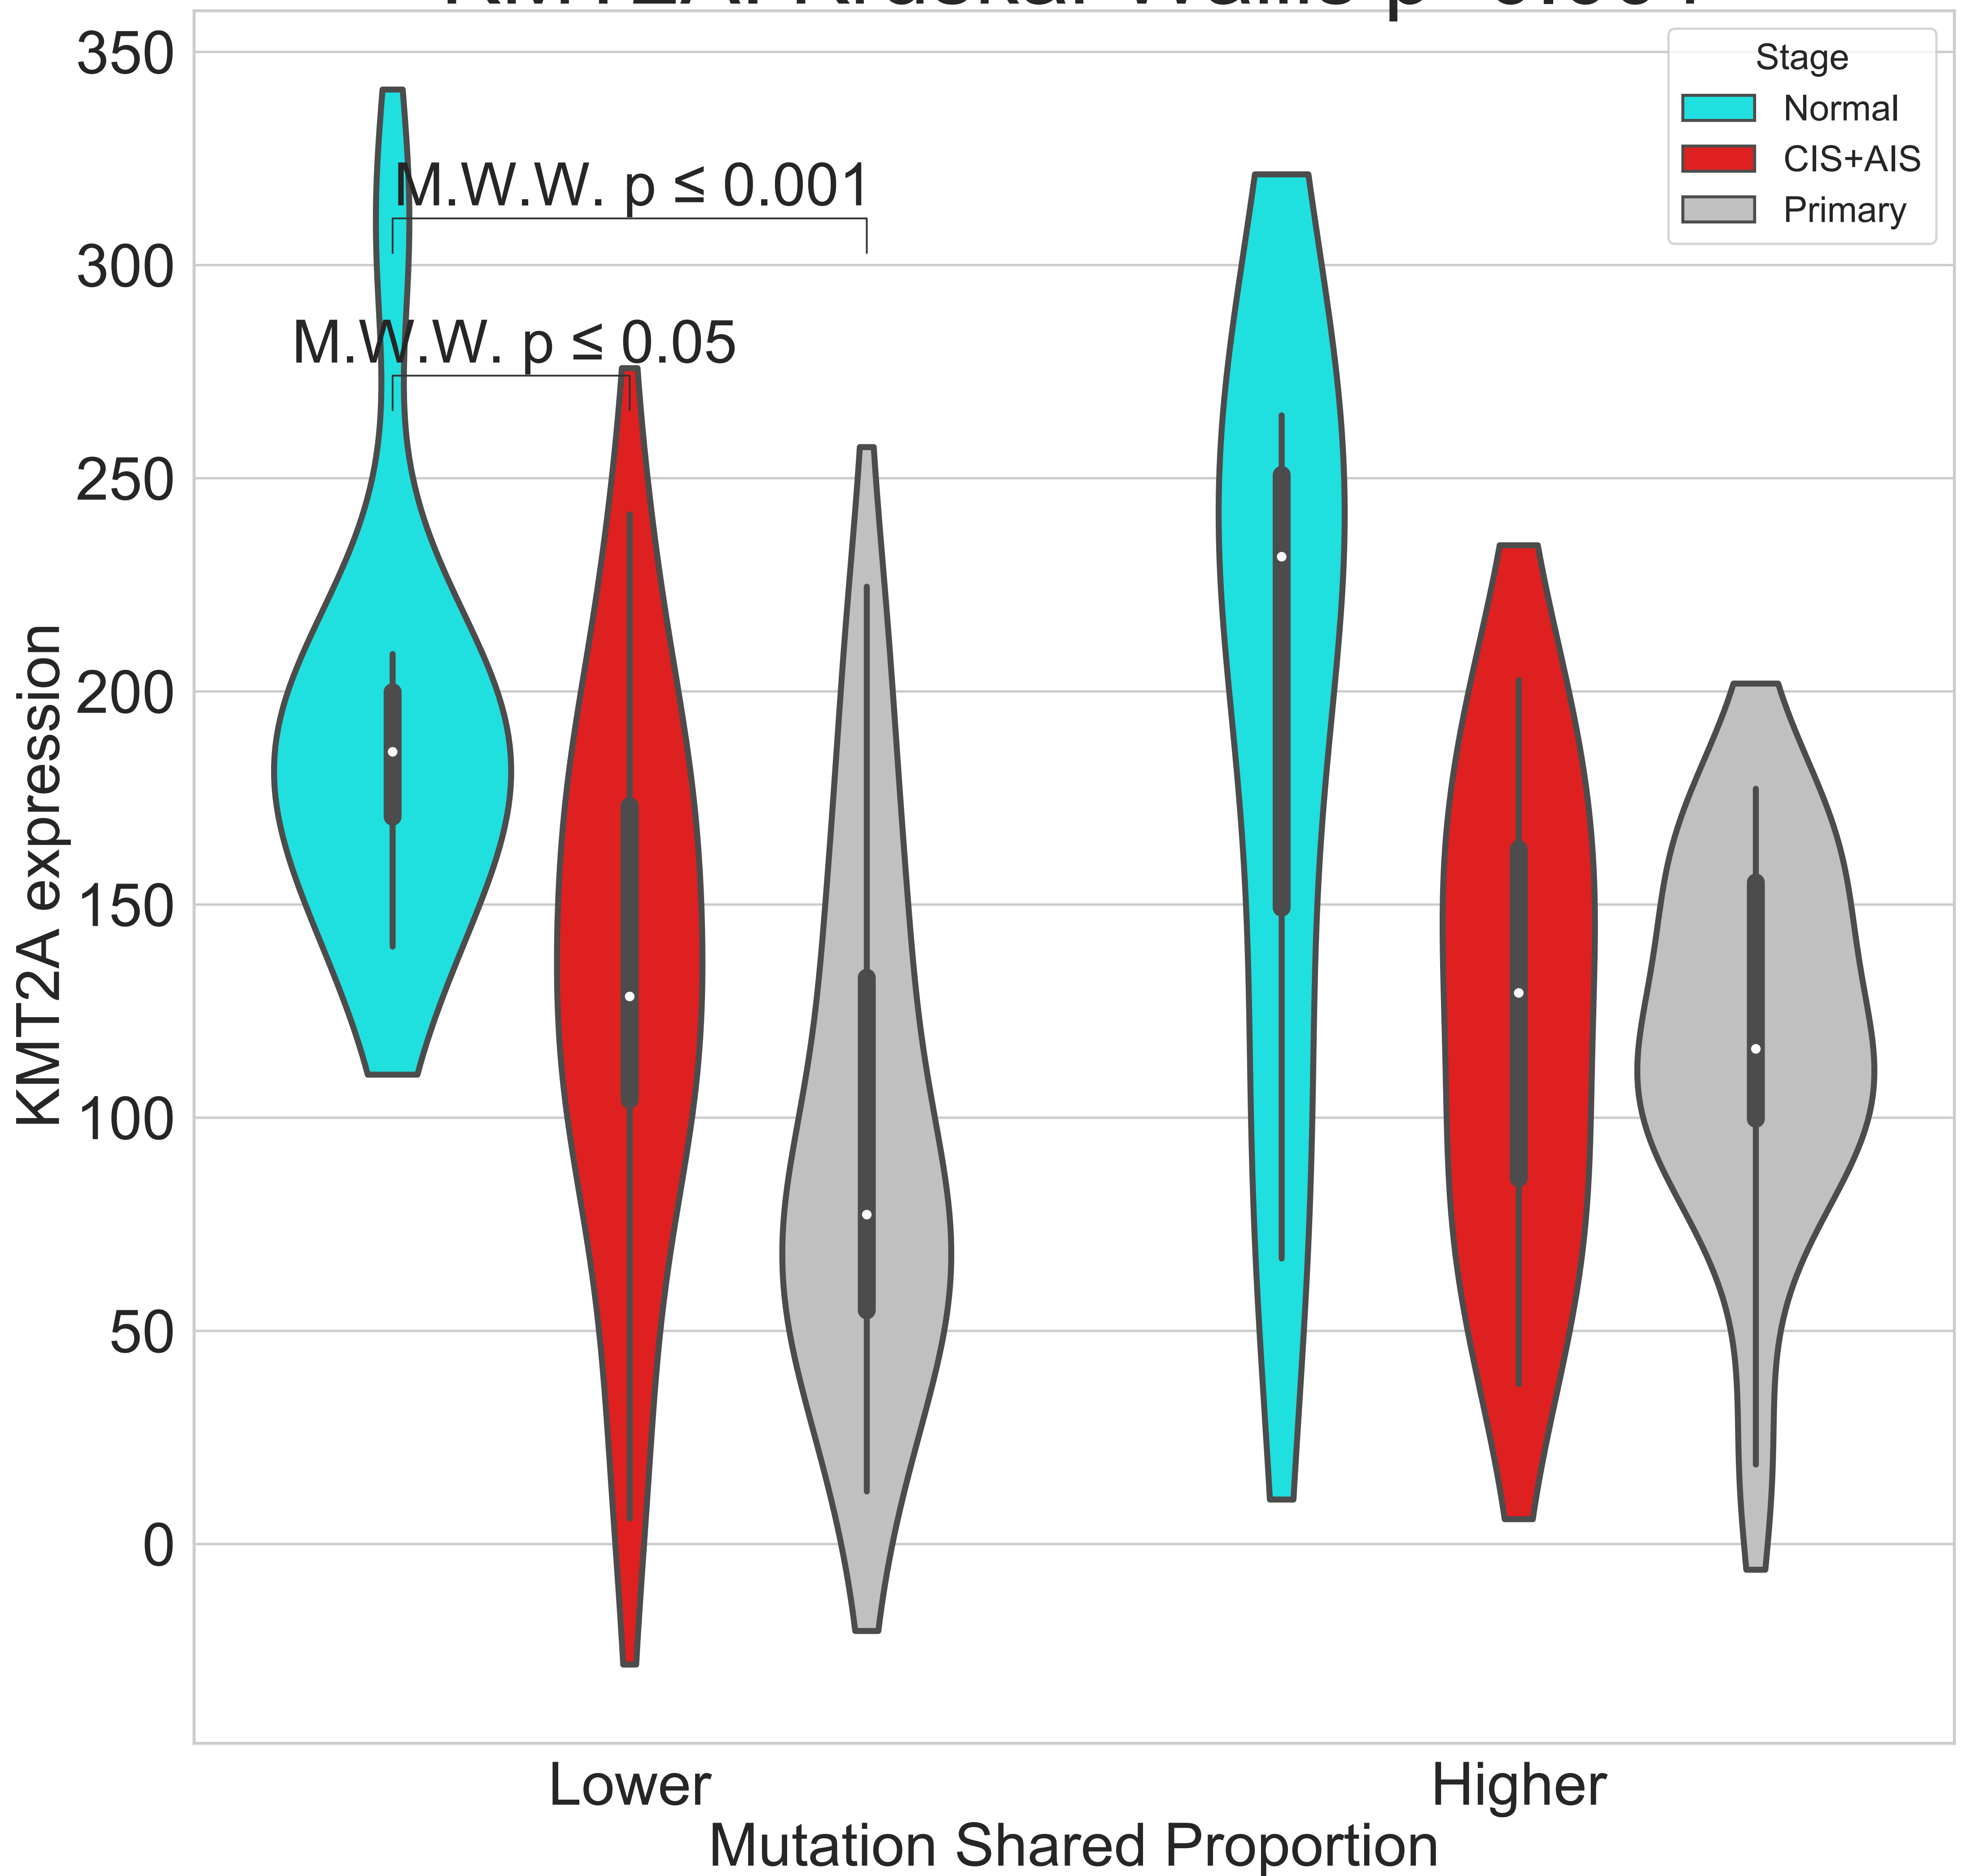 350
Stage
Normal
CIS+AIS
Primary
M.W.W. p ≤ 0.001
300
M.W.W. p ≤ 0.05
250
200
150
100
50
0
KMT2A expression
Lower
Higher
Mutation Shared Proportion